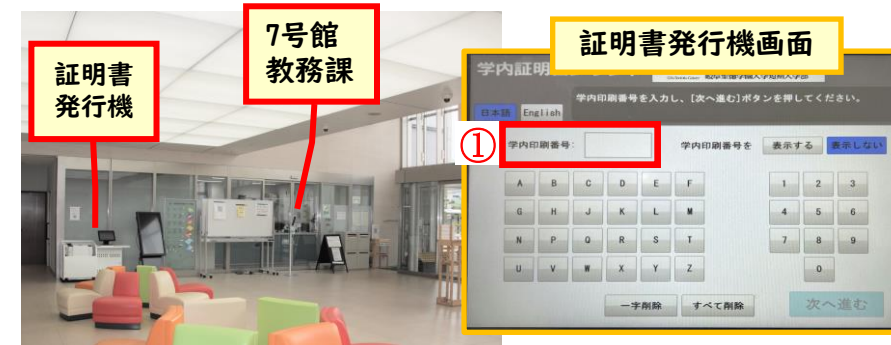 証明書
発行機
7号館
教務課
証明書発行機画面
学内証明
学内印刷番号を入力し、[次へ進む]ボタンを押してください。
日本語 English
①
学内印刷番号:
学内印刷番号を 表示する 表示しない
A B C D E F 1 2 3
G H J K L M 4 5 6
N P Q R S T 7 8 9
U V W X Y Z 0
一字削除 すべて削除 次へ進む